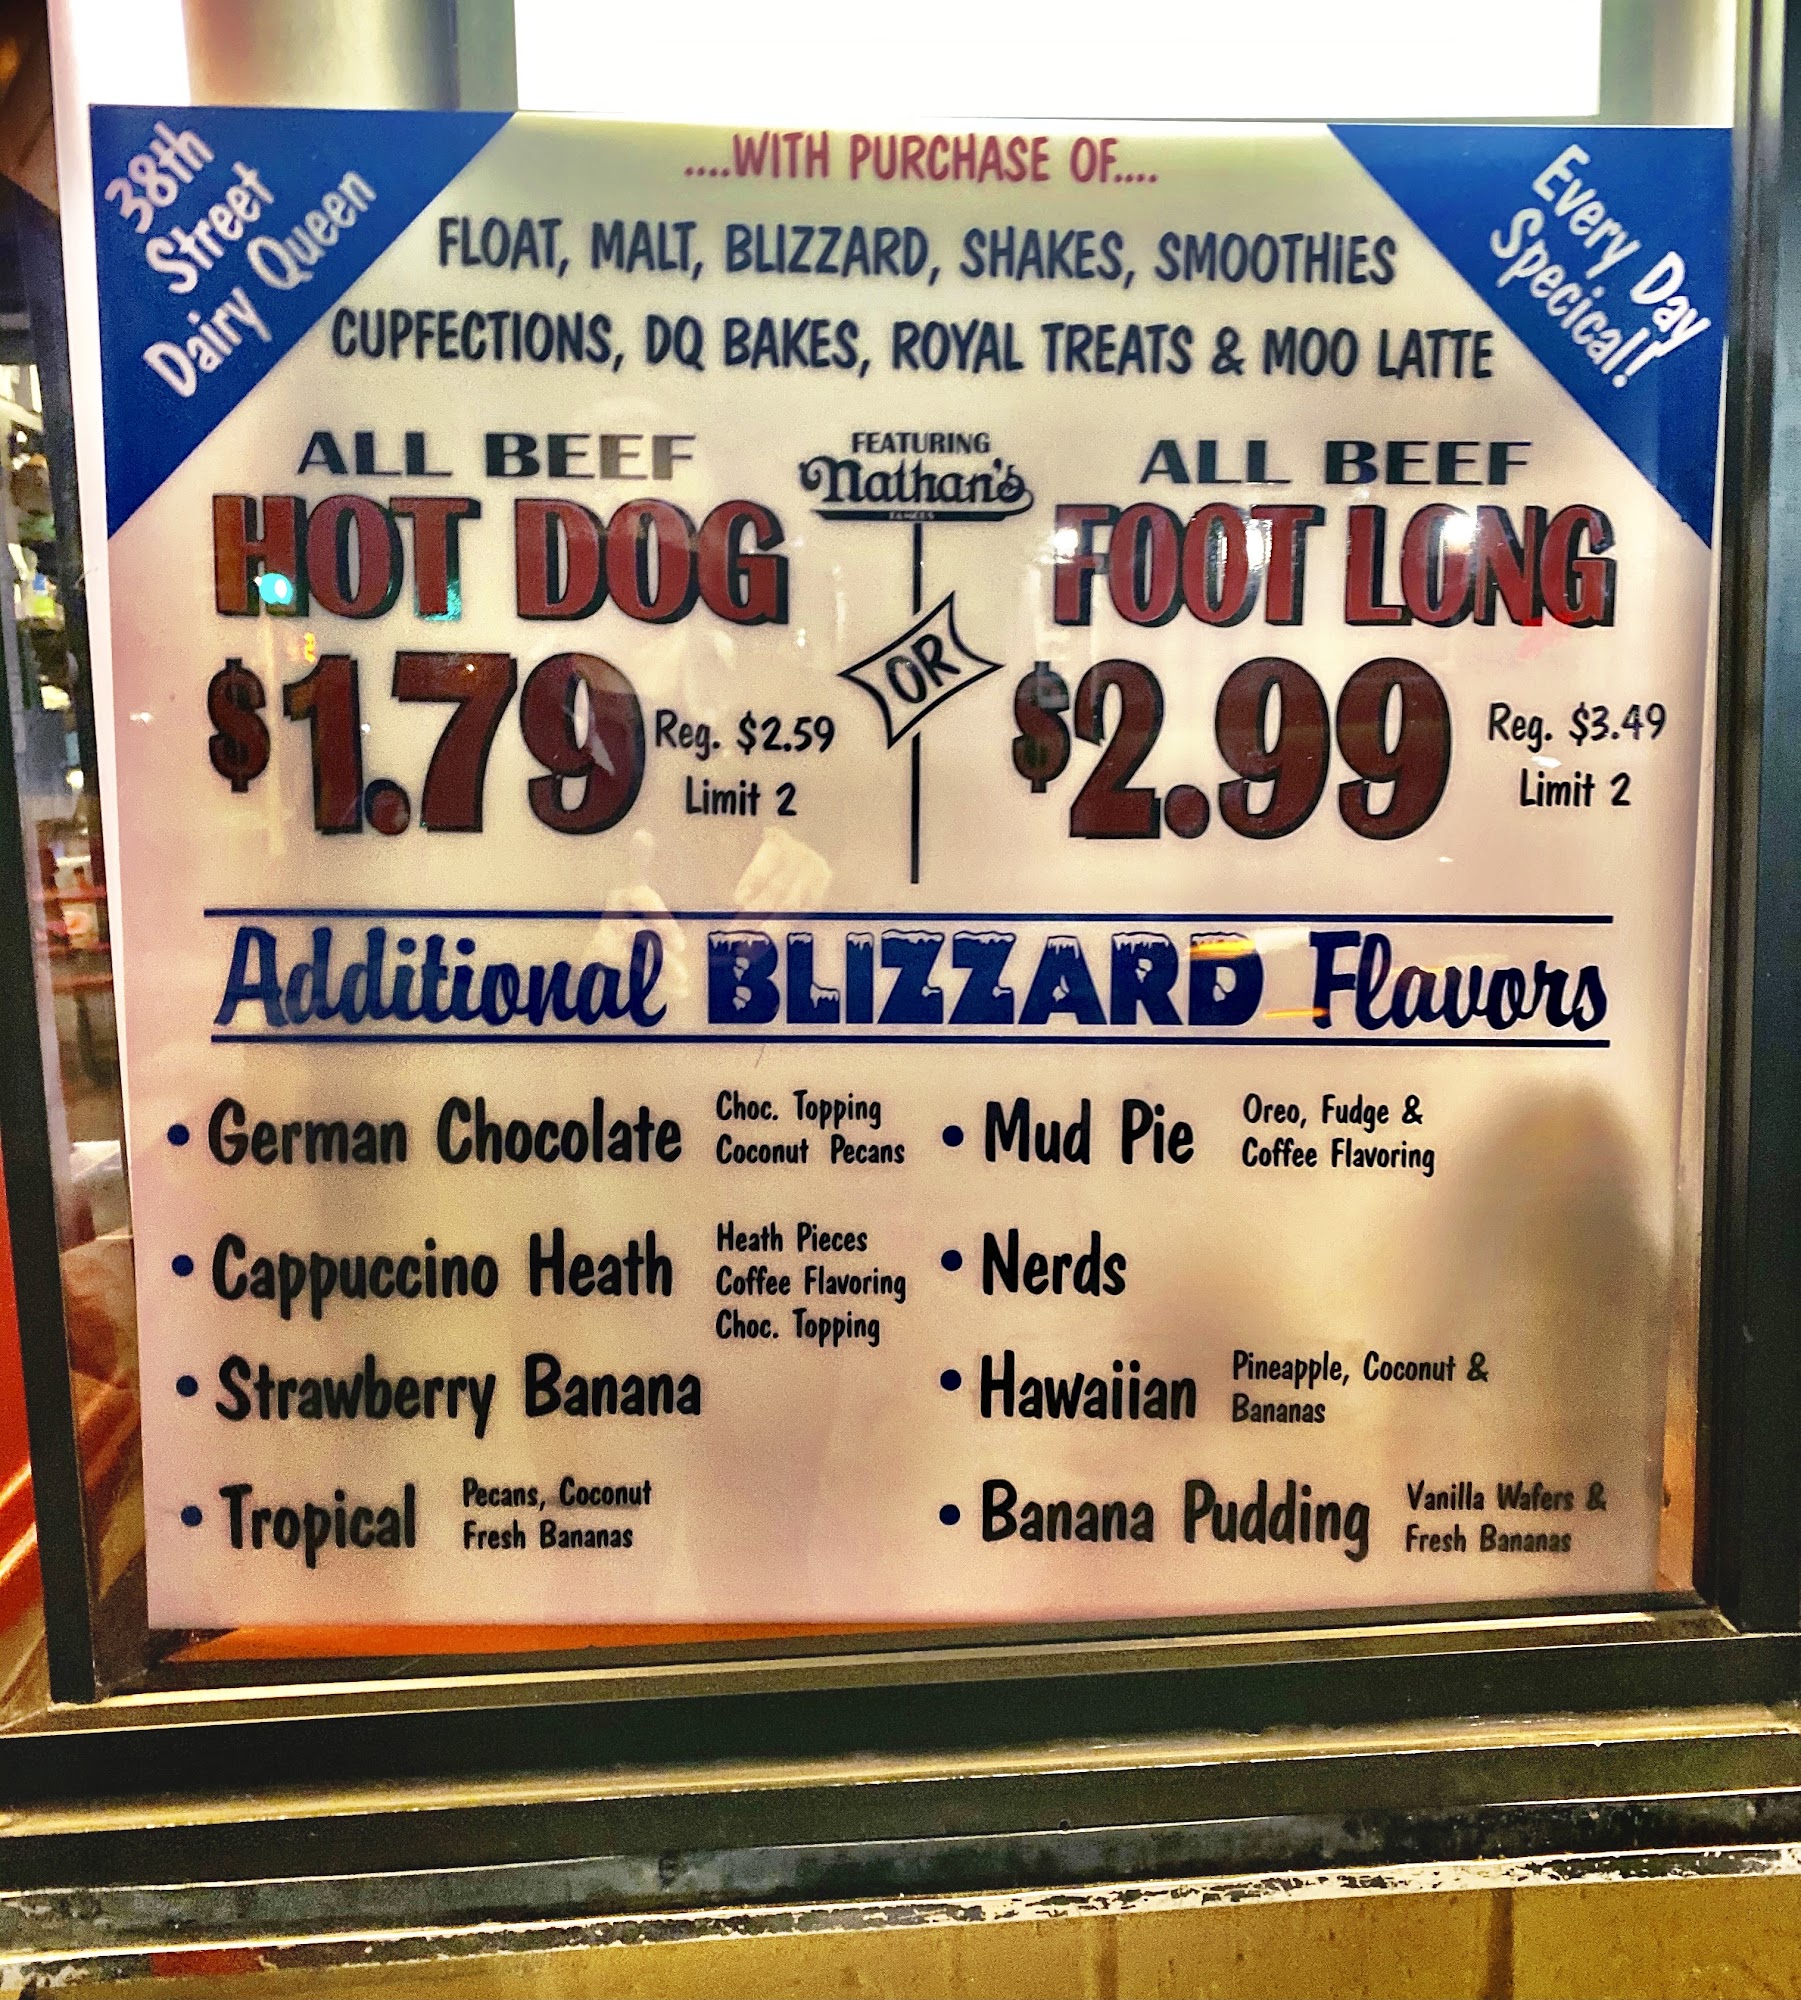 38th
Street
Dairy Queen
....WITH PURCHASE OF....
Every Day
Specical!
FLOAT, MALT, BLIZZARD, SHAKES, SMOOTHIES
CUPFECTIONS, DQ BAKES, ROYAL TREATS & MOO LATTE
ALL BEEF
HOT DOG
$1.79
Reg. $2.59
Limit 2
FEATURING
Nathan's
FAMOUS
OR
ALL BEEF
FOOT LONG
$2.99
Reg. $3.49
Limit 2
Additional BLIZZARD Flavors
• German Chocolate
Choc. Topping
Coconut Pecans
• Mud Pie
Oreo, Fudge &
Coffee Flavoring
• Cappuccino Heath
Heath Pieces
Coffee Flavoring
Choc. Topping
• Nerds
• Strawberry Banana
• Hawaiian
Pineapple, Coconut &
Bananas
• Tropical
Pecans, Coconut
Fresh Bananas
• Banana Pudding
Vanilla Wafers &
Fresh Bananas